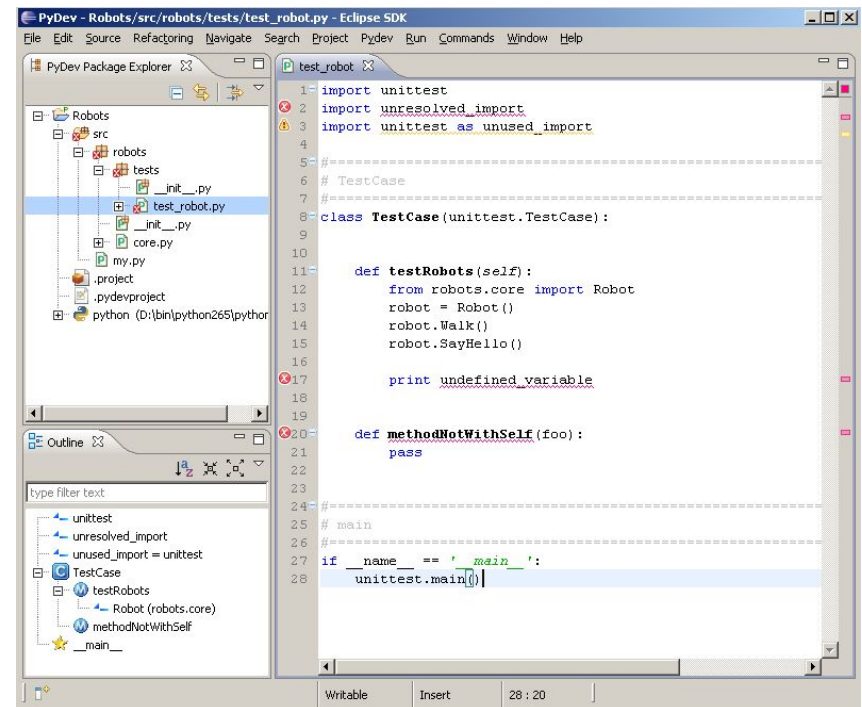 PyDev - Robots/src/robots/tests/test_robot.py - Eclipse SDK
File Edit Source Refactoring Navigate Search Project Pydev Run Commands Window Help
PyDev Package Explorer
Robots
src
robots
tests
__init__.py
test_robot.py
__init__.py
core.py
my.py
.project
.pydevproject
python (D:\bin\python265\python
Outline
type filter text
unittest
unresolved_import
unused_import = unittest
TestCase
testRobots
Robot (robots.core)
methodNotWithSelf
__main__
test_robot
1 import unittest
2 import unresolved_import
3 import unittest as unused_import
4
5 #===========================================================
6 # TestCase
7 #===========================================================
8 class TestCase(unittest.TestCase):
9
10
11     def testRobots(self):
12         from robots.core import Robot
13         robot = Robot()
14         robot.Walk()
15         robot.SayHello()
16
17         print undefined_variable
18
19
20     def methodNotWithSelf(foo):
21         pass
22
23
24 #===========================================================
25 # main
26 #===========================================================
27 if __name__ == '__main__':
28     unittest.main()
Writable Insert 28 : 20